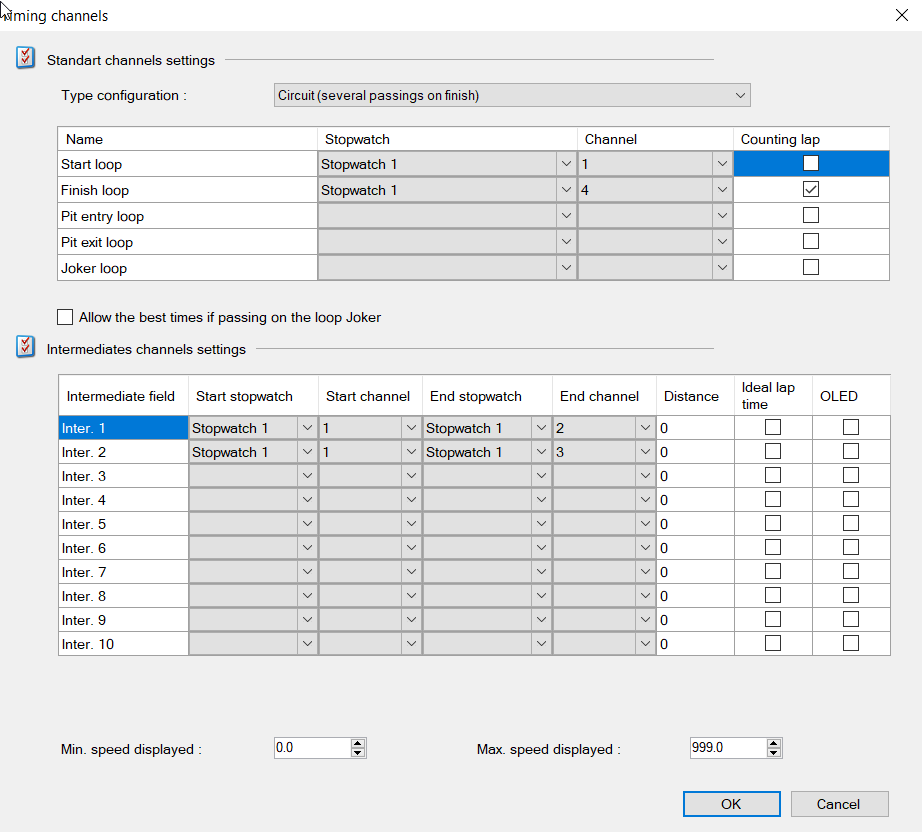 iming channels
Standart channels settings
Type configuration : Circuit (several passings on finish)
Name Stopwatch Channel Counting lap
Start loop Stopwatch 1 1
Finish loop Stopwatch 1 4
Pit entry loop
Pit exit loop
Joker loop
Allow the best times if passing on the loop Joker
Intermediates channels settings
Intermediate field Start stopwatch Start channel End stopwatch End channel Distance Ideal lap time OLED
Inter. 1 Stopwatch 1 1 Stopwatch 1 2 0
Inter. 2 Stopwatch 1 1 Stopwatch 1 3 0
Inter. 3 0
Inter. 4 0
Inter. 5 0
Inter. 6 0
Inter. 7 0
Inter. 8 0
Inter. 9 0
Inter. 10 0
Min. speed displayed : 0.0 Max. speed displayed : 999.0
OK Cancel